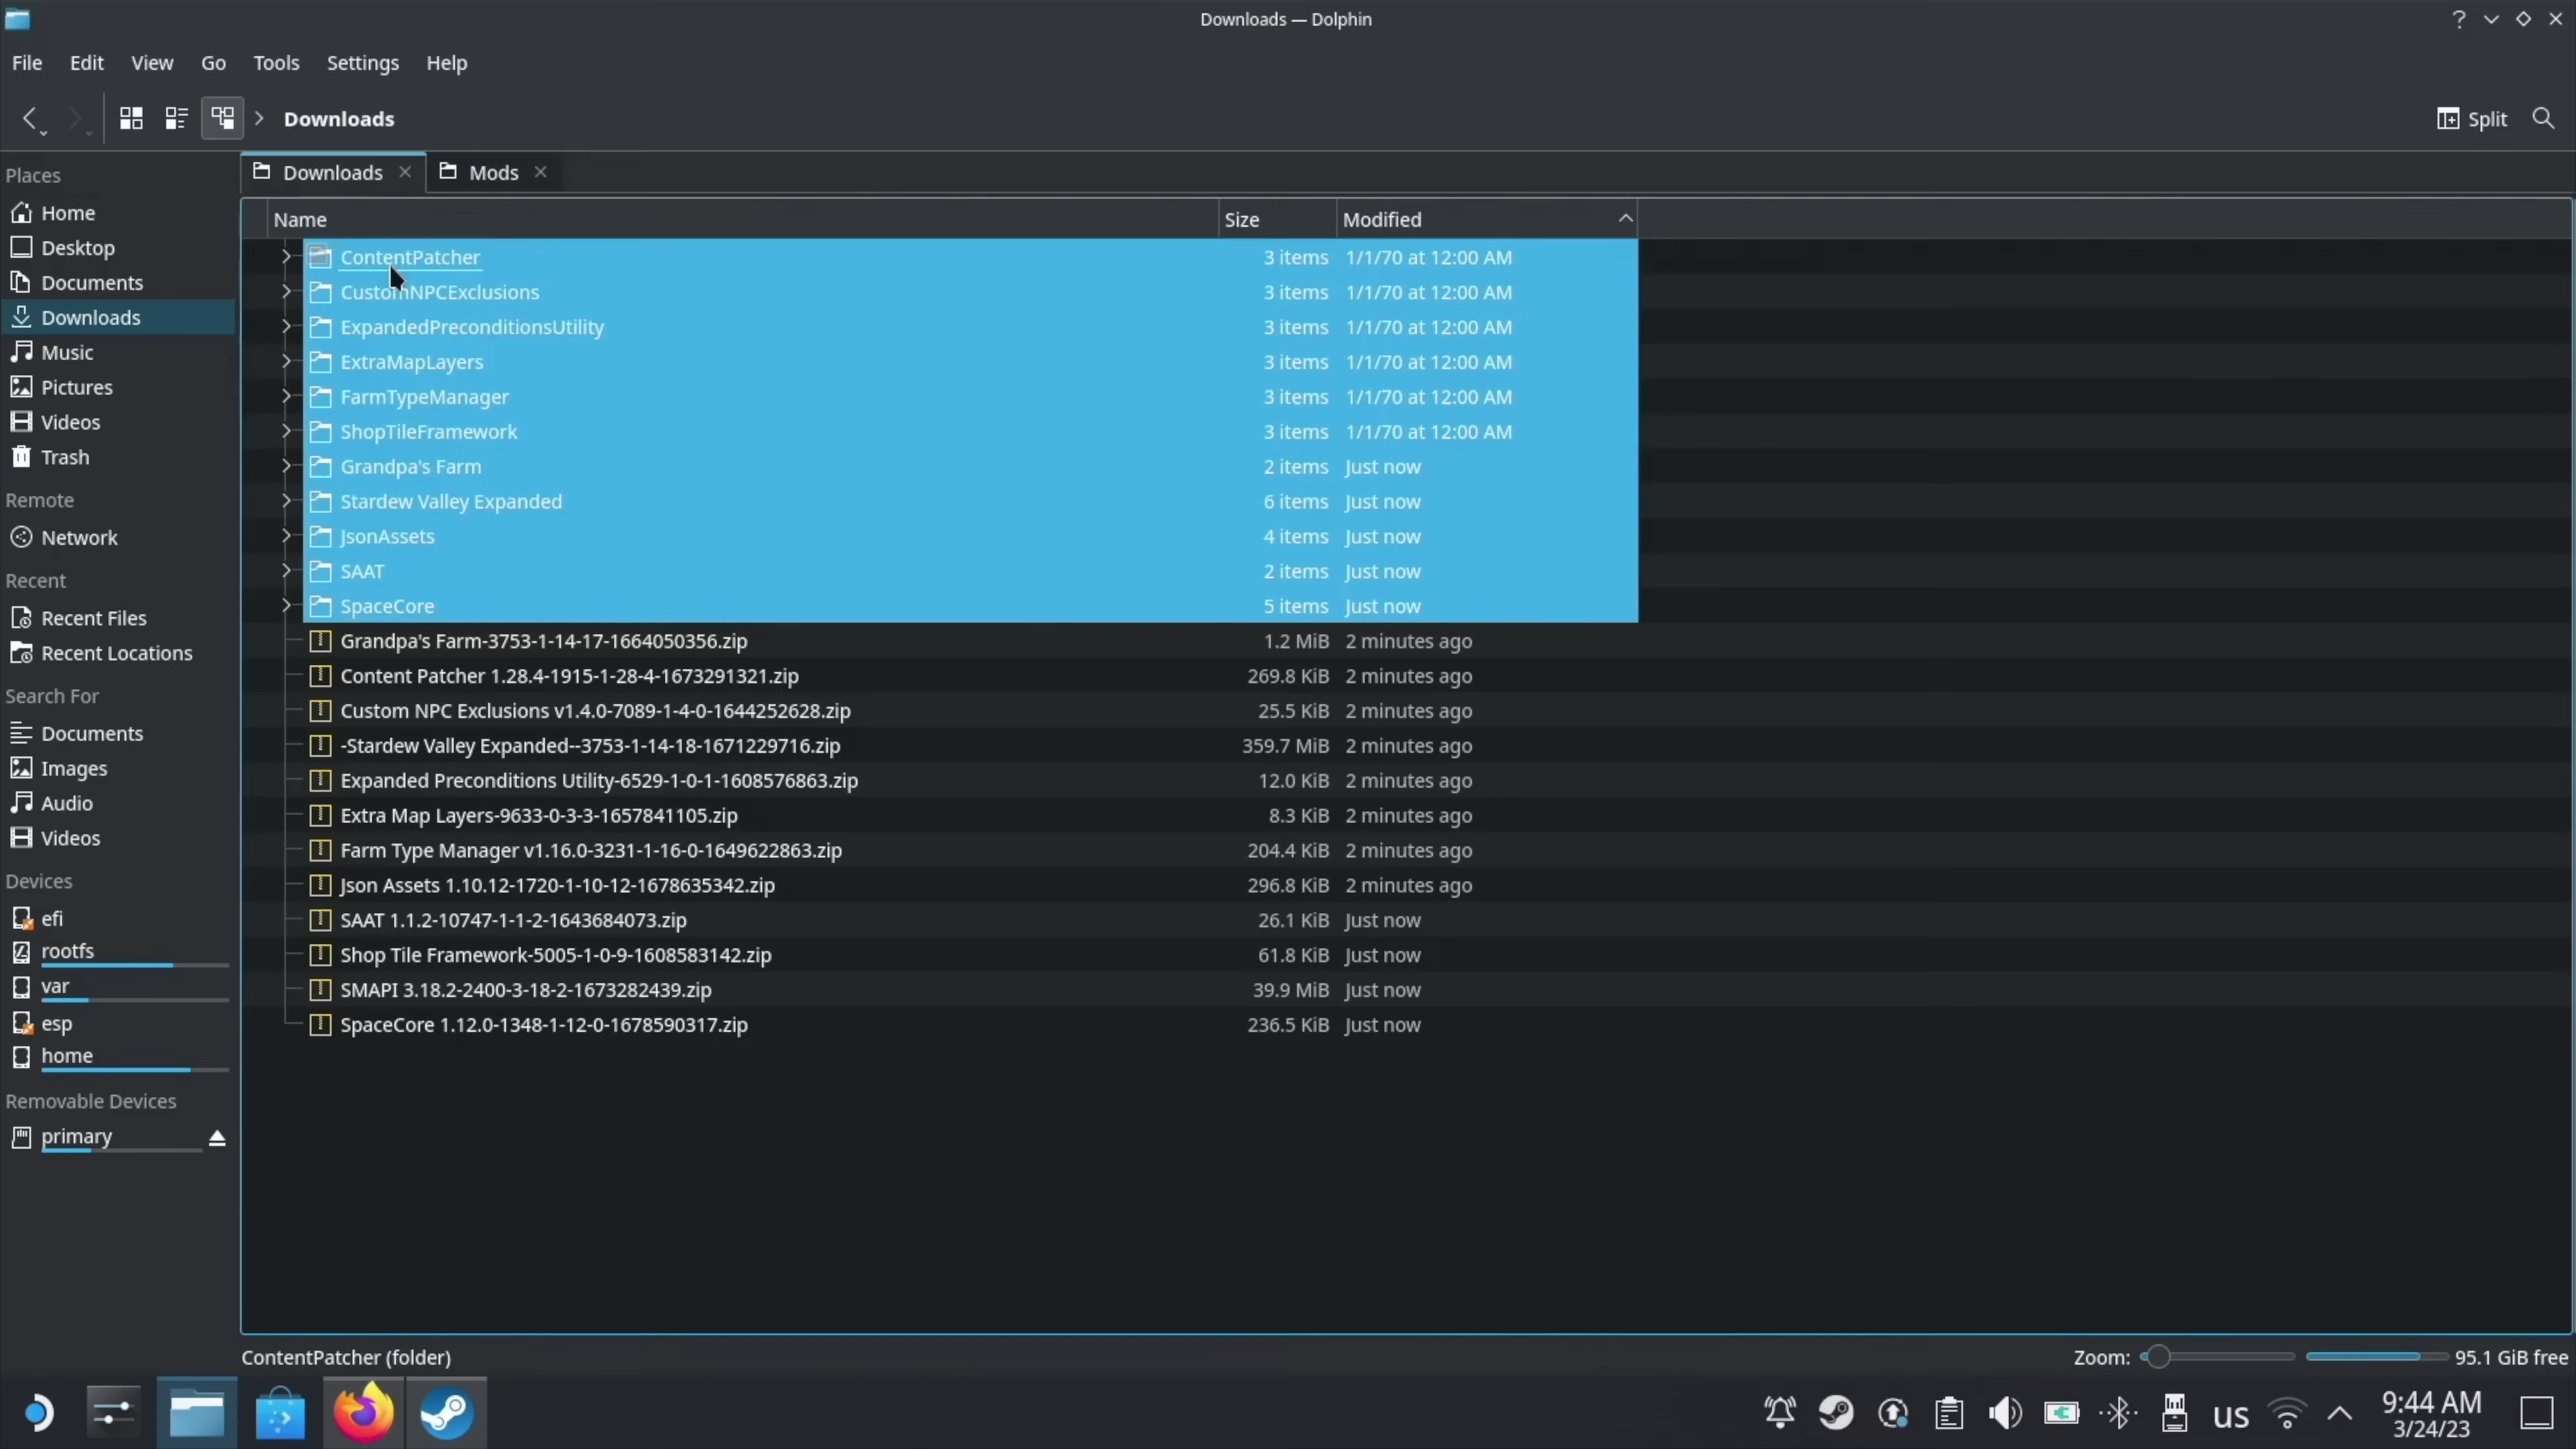 Downloads — Dolphin
File Edit View Go Tools Settings Help
Downloads
Split
Places
Home
Desktop
Documents
Downloads
Music
Pictures
Videos
Trash
Remote
Network
Recent
Recent Files
Recent Locations
Search For
Documents
Images
Audio
Videos
Devices
efi
rootfs
var
esp
home
Removable Devices
primary
Downloads Mods
Name Size Modified
ContentPatcher 3 items 1/1/70 at 12:00 AM
CustomNPCExclusions 3 items 1/1/70 at 12:00 AM
ExpandedPreconditionsUtility 3 items 1/1/70 at 12:00 AM
ExtraMapLayers 3 items 1/1/70 at 12:00 AM
FarmTypeManager 3 items 1/1/70 at 12:00 AM
ShopTileFramework 3 items 1/1/70 at 12:00 AM
Grandpa's Farm 2 items Just now
Stardew Valley Expanded 6 items Just now
JsonAssets 4 items Just now
SAAT 2 items Just now
SpaceCore 5 items Just now
Grandpa's Farm-3753-1-14-17-1664050356.zip 1.2 MiB 2 minutes ago
Content Patcher 1.28.4-1915-1-28-4-1673291321.zip 269.8 KiB 2 minutes ago
Custom NPC Exclusions v1.4.0-7089-1-4-0-1644252628.zip 25.5 KiB 2 minutes ago
-Stardew Valley Expanded--3753-1-14-18-1671229716.zip 359.7 MiB 2 minutes ago
Expanded Preconditions Utility-6529-1-0-1-1608576863.zip 12.0 KiB 2 minutes ago
Extra Map Layers-9633-0-3-3-1657841105.zip 8.3 KiB 2 minutes ago
Farm Type Manager v1.16.0-3231-1-16-0-1649622863.zip 204.4 KiB 2 minutes ago
Json Assets 1.10.12-1720-1-10-12-1678635342.zip 296.8 KiB 2 minutes ago
SAAT 1.1.2-10747-1-1-2-1643684073.zip 26.1 KiB Just now
Shop Tile Framework-5005-1-0-9-1608583142.zip 61.8 KiB Just now
SMAPI 3.18.2-2400-3-18-2-1673282439.zip 39.9 MiB Just now
SpaceCore 1.12.0-1348-1-12-0-1678590317.zip 236.5 KiB Just now
ContentPatcher (folder) Zoom: 95.1 GiB free
us 9:44 AM
3/24/23